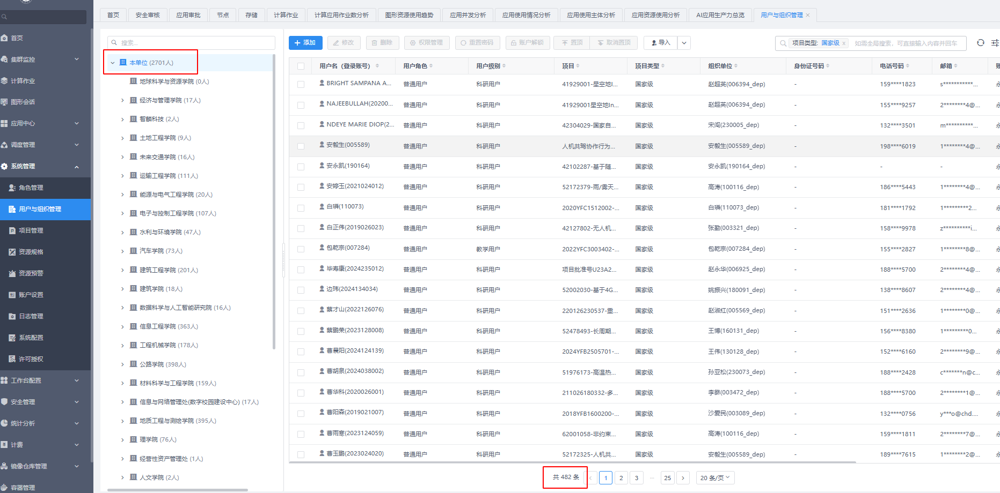 首页
安全审核
应用审批
节点
存储
计算作业
计算应用作业数分析
图形资源使用趋势
应用并发分析
应用使用情况分析
应用使用主体分析
应用资源使用分析
AI应用生产力总览
用户与组织管理
首页
集群监控
计算作业
图形会话
应用中心
调度管理
系统管理
角色管理
用户与组织管理
项目管理
资源规格
资源预警
账户设置
日志管理
系统配置
许可授权
工作台配置
安全管理
统计分析
计费
镜像仓库管理
容器管理
搜索...
本单位 (2701人)
地球科学与资源学院 (0人)
经济与管理学院 (17人)
智麟科技 (2人)
土地工程学院 (9人)
未来交通学院 (16人)
运输工程学院 (111人)
能源与电气工程学院 (20人)
电子与控制工程学院 (107人)
水利与环境学院 (47人)
汽车学院 (73人)
建筑工程学院 (201人)
建筑学院 (18人)
数据科学与人工智能研究院 (16人)
信息工程学院 (363人)
工程机械学院 (178人)
公路学院 (398人)
材料科学与工程学院 (159人)
信息与网络管理处(数字校园建设中心) (17人)
地质工程与测绘学院 (395人)
理学院 (76人)
经营性资产管理处 (1人)
人文学院 (2人)
添加 修改 删除 权限管理 重置密码 账户解锁 置顶 取消置顶 导入
项目类型: 国家级 x 如需全局搜索，可直接输入内容并回车
用户名（登录账号） 用户角色 用户级别 项目 项目类型 组织单位 身份证号码 电话号码 邮箱
BRIGHT SAMPANA A... 普通用户 科研用户 41929001-星空地I... 国家级 赵超英(006394_dep) - 159****1823 s***********...
NAJEEBULLAH(20200... 普通用户 科研用户 41929001星空地In... 国家级 赵超英(006394_dep) - 155****9257 2********4@...
NDEYE MARIE DIOP(2... 普通用户 科研用户 42304029-国家自... 国家级 宋闯(230005_dep) - 132****3501 m**********...
安毅生(005589) 普通用户 科研用户 人机共驾协作行为... 国家级 安毅生(005589_dep) - 198****6019 1********4@...
安永凯(190164) 普通用户 科研用户 42102287-基于随... 国家级 安永凯(190164_dep) - - -
安婷玉(2021024012) 普通用户 科研用户 52172379-雨/雾天... 国家级 高涛(100116_dep) - 186****5443 1********4@...
白璘(110073) 普通用户 科研用户 2020YFC1512002-... 国家级 白璘(110073_dep) - 181****1792 1*********2...
白正伟(2019026023) 普通用户 科研用户 42127802-无人机... 国家级 张勤(003321_dep) - 158****9978 z**********i...
包乾宗(007284) 普通用户 教学用户 2022YFC3003402-... 国家级 包乾宗(007284_dep) - 155****2827 1********8@...
毕寿康(2024235012) 普通用户 科研用户 项目批准号U23A2... 国家级 赵永华(006925_dep) - 188****5700 2********4@...
边玮(2024134034) 普通用户 科研用户 52002030-基于4G... 国家级 姚振兴(180091_dep) - 138****8607 2********4@...
蔡才山(2022126076) 普通用户 科研用户 220126230537-重... 国家级 赵淑红(005569_dep) - 151****2636 1********0@...
蔡鹏荣(2023128008) 普通用户 科研用户 52478493-长周期... 国家级 王博(160131_dep) - 156****8380 1*********0...
曹晨阳(2024124139) 普通用户 科研用户 2024YFB2505701-... 国家级 王伟(130128_dep) - 152****6160 2********9@...
曹胡泉(2024038002) 普通用户 科研用户 51976173-高温热... 国家级 孙亚松(230073_dep) - 188****2428 c*******n@c...
曹华科(2020026001) 普通用户 科研用户 211026180332-多... 国家级 李貅(003472_dep) - 188****5700 2********1@...
曹阳森(2019021007) 普通用户 科研用户 2018YFB1600200-... 国家级 沙爱民(003089_dep) - 132****0756 y***o@chd....
曹雨寒(2023124059) 普通用户 科研用户 62001058-非约束... 国家级 高涛(100116_dep) - 159****1811 2********7@...
曹玉鹏(2023024020) 普通用户 科研用户 52172325-人机共... 国家级 安毅生(005589_dep) - 189****7615 1********2@...
共 482 条 1 2 3 ... 25 20 条/页